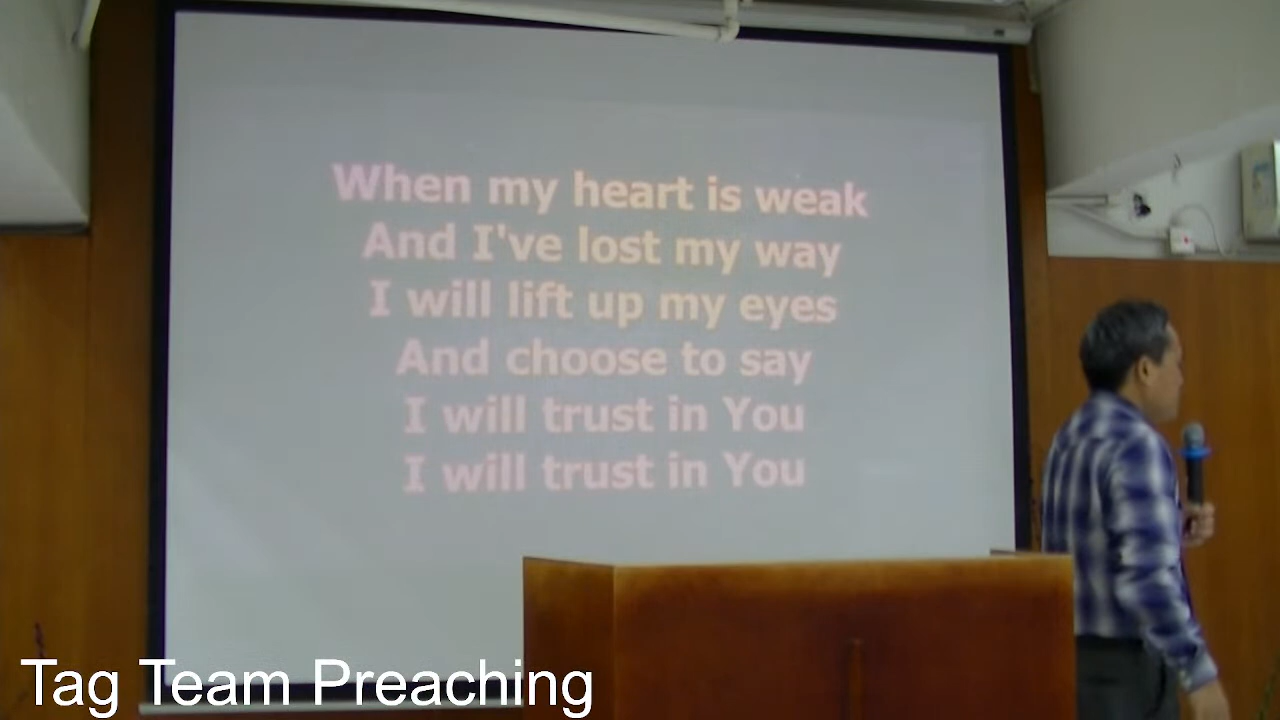 When my heart is weak
And I've lost my way
I will lift up my eyes
And choose to say
I will trust in You
I will trust in You
Tag Team Preaching